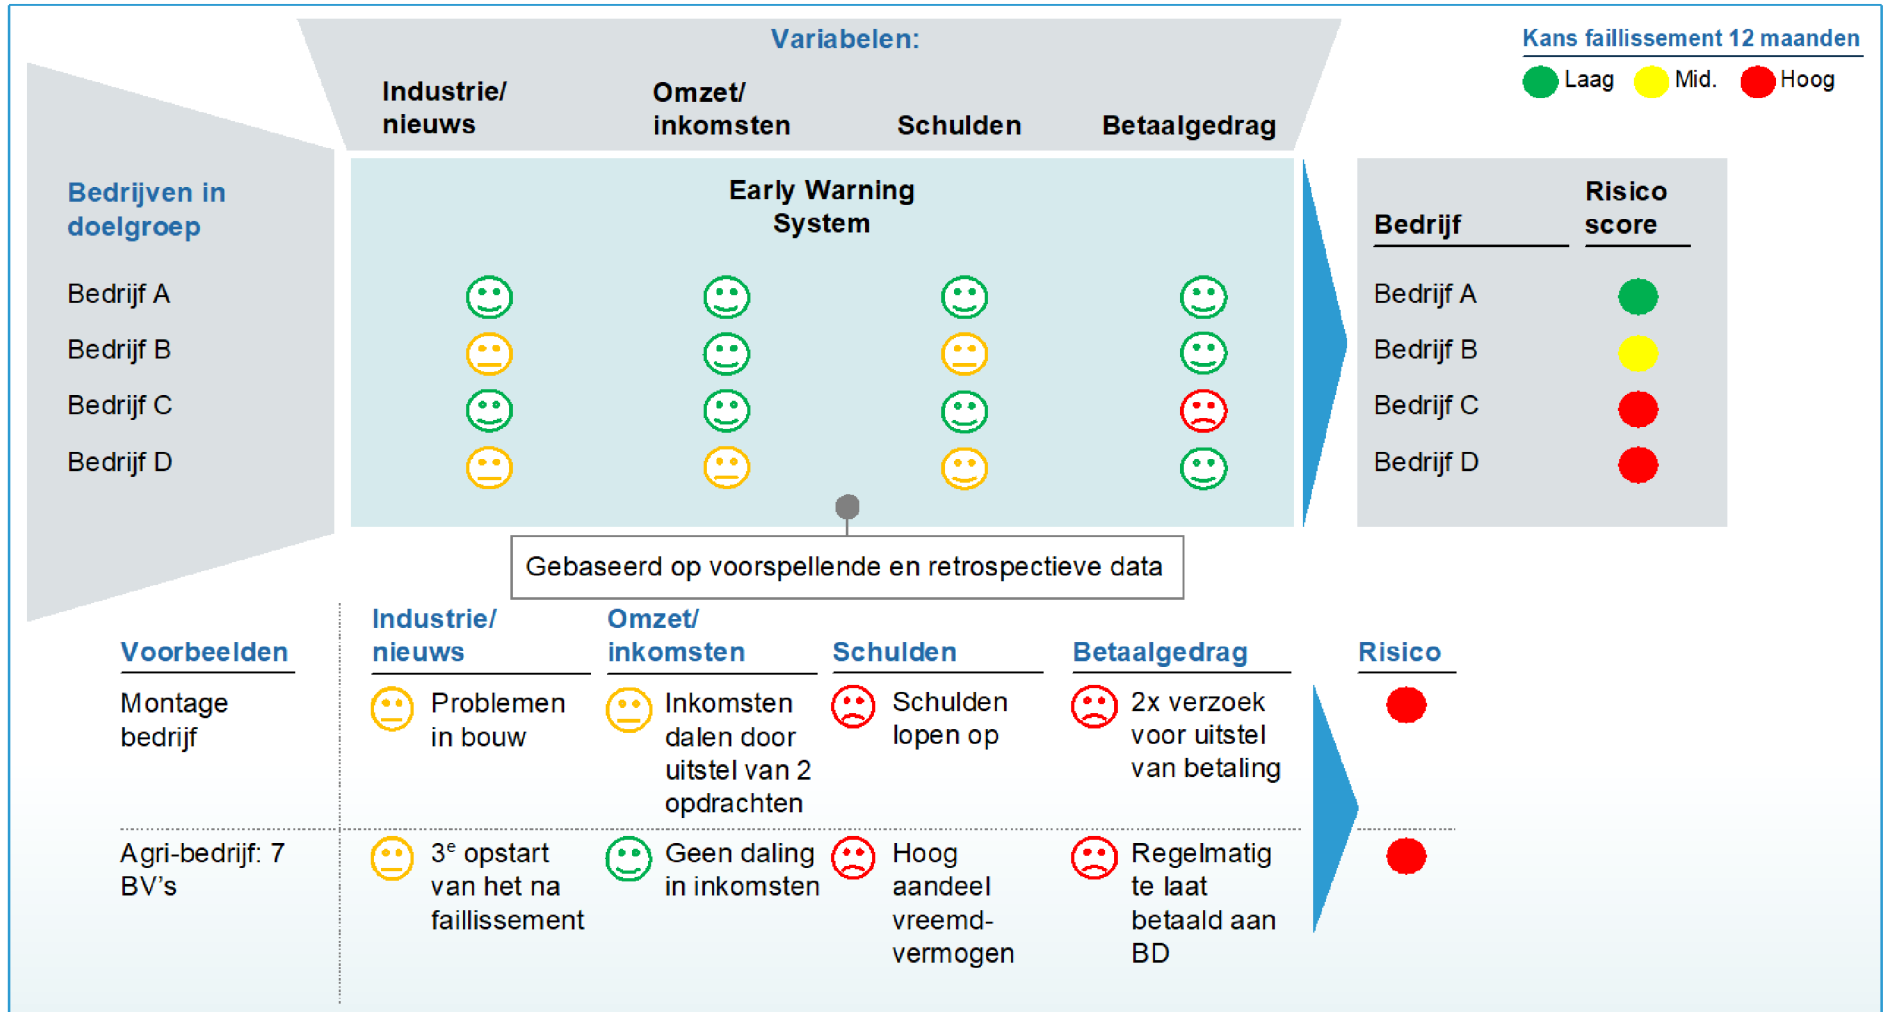 Variabelen:
Kans faillissement 12 maanden
Laag Mid. Hoog
Industrie/
nieuws
Omzet/
inkomsten
Schulden
Betaalgedrag
Bedrijven in
doelgroep
Bedrijf A
Bedrijf B
Bedrijf C
Bedrijf D
Early Warning
System
Bedrijf
Risico
score
Bedrijf A
Bedrijf B
Bedrijf C
Bedrijf D
Gebaseerd op voorspellende en retrospectieve data
Voorbeelden
Industrie/
nieuws
Omzet/
inkomsten
Schulden
Betaalgedrag
Risico
Montage
bedrijf
Problemen
in bouw
Inkomsten
dalen door
uitstel van 2
opdrachten
Schulden
lopen op
2x verzoek
voor uitstel
van betaling
Agri-bedrijf: 7
BV's
3e opstart
van het na
faillissement
Geen daling
in inkomsten
Hoog
aandeel
vreemd-
vermogen
Regelmatig
te laat
betaald aan
BD